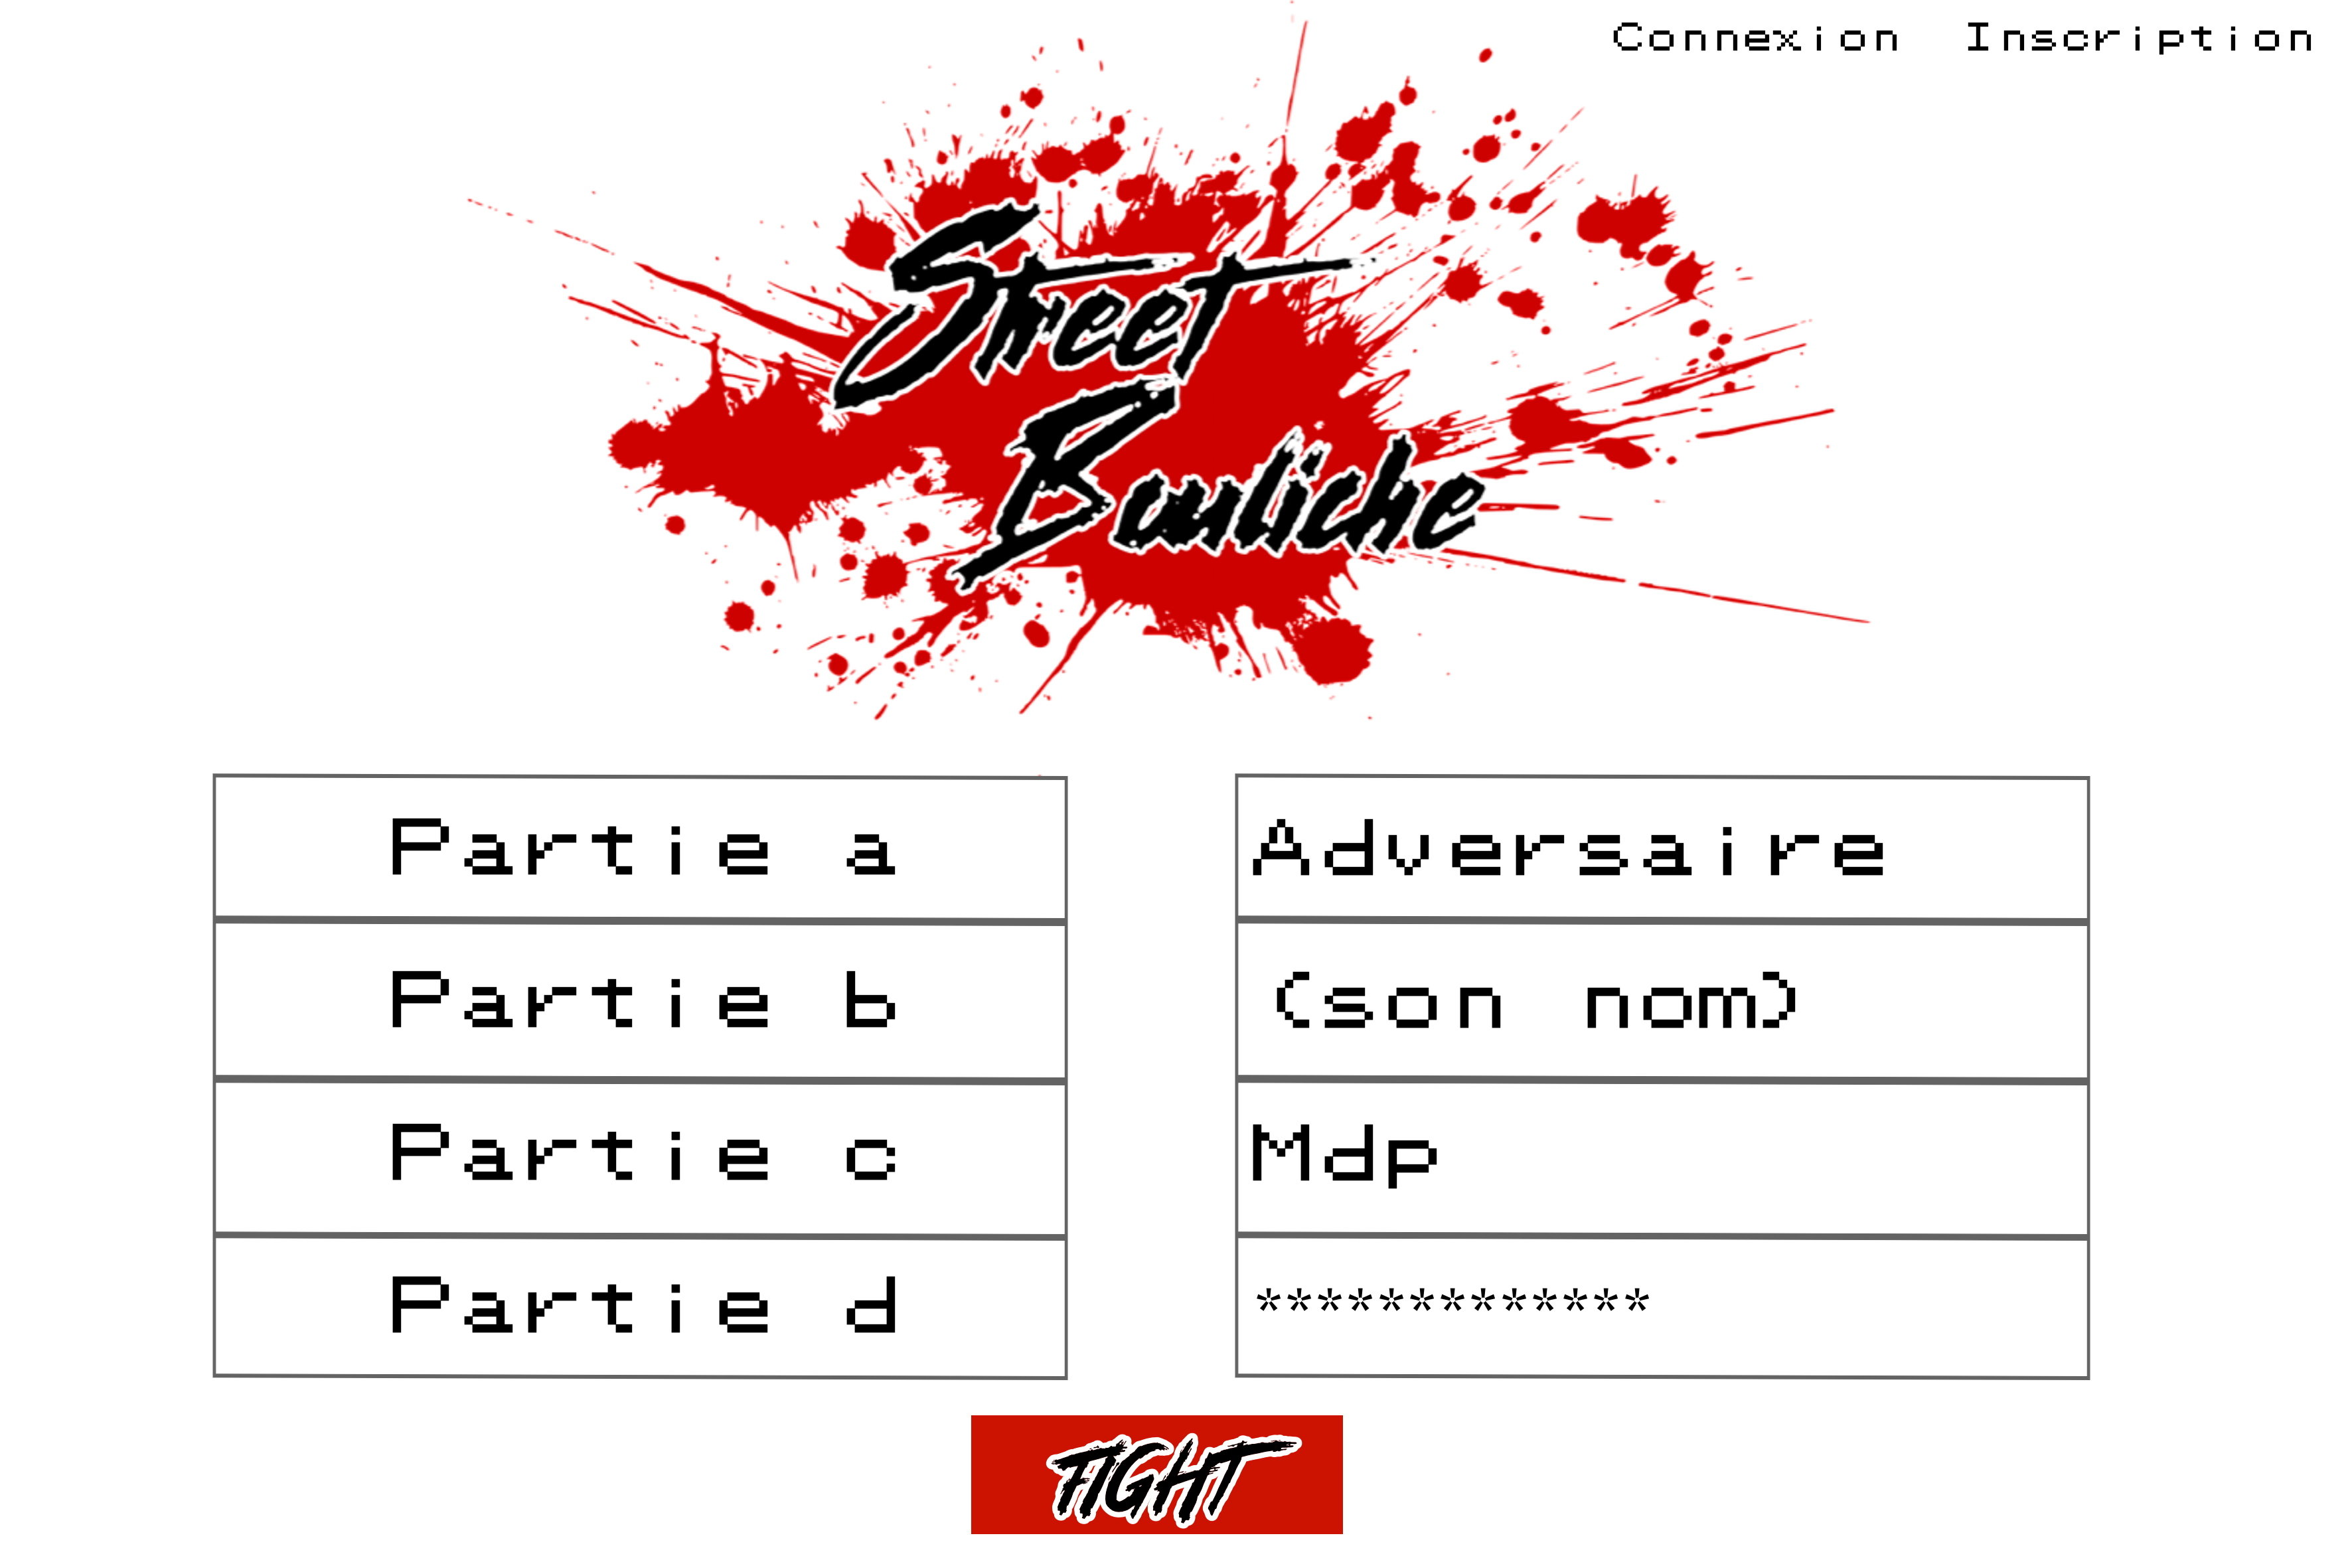 Connexion Inscription
Street
Bouliche
Partie a
Partie b
Partie c
Partie d
Adversaire
(son nom)
Mdp
*************
FIGHT